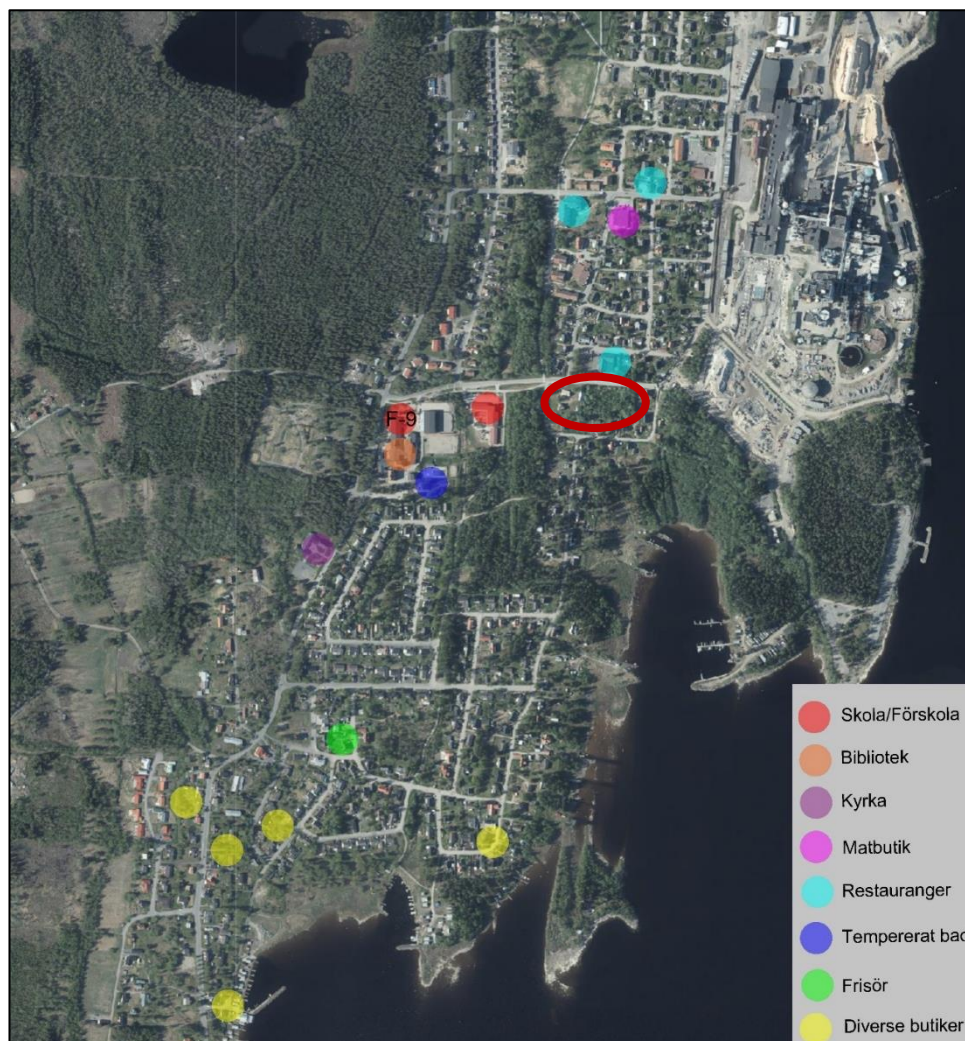 F-9
Skola/Förskola
Bibliotek
Kyrka
Matbutik
Restauranger
Tempererat bad
Frisör
Diverse butiker